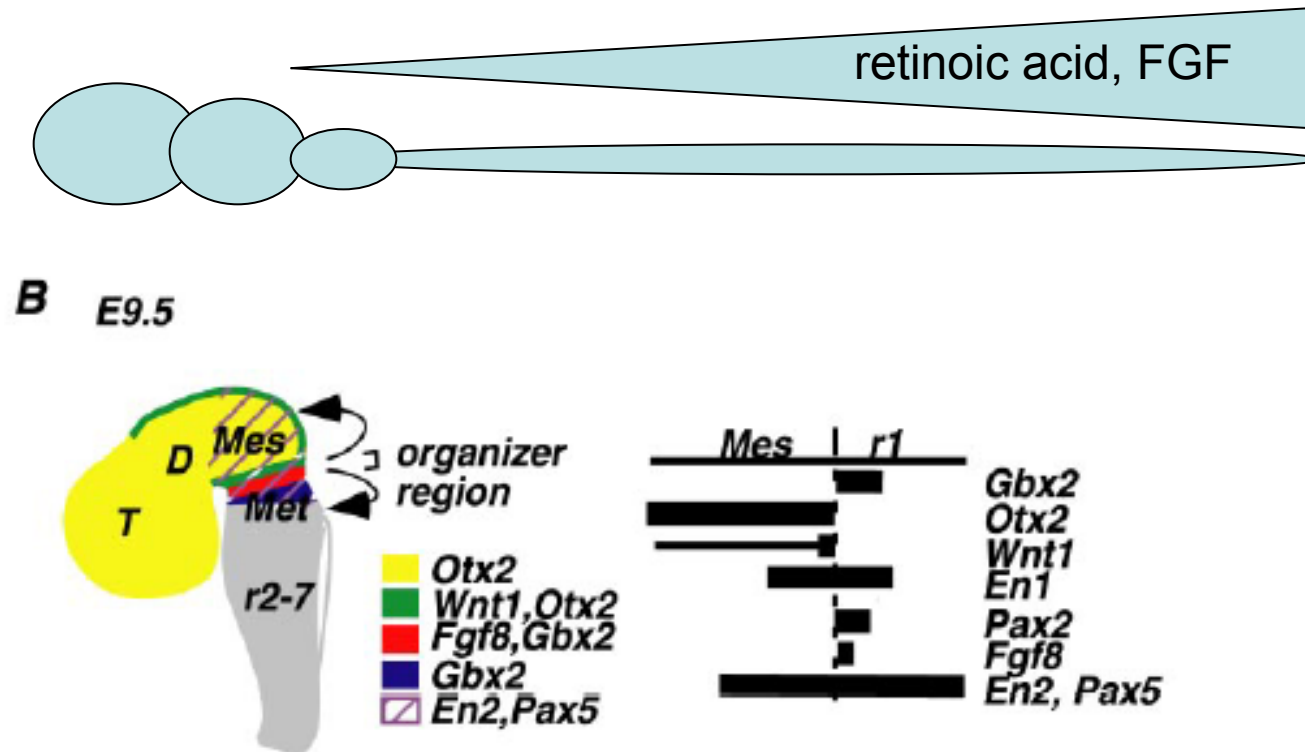 retinoic acid, FGF
B E9.5
Mes
D
T
Met
r2-7
organizer
region
Otx2
Wnt1,Otx2
Fgf8,Gbx2
Gbx2
En2,Pax5
Mes r1
Gbx2
Otx2
Wnt1
En1
Pax2
Fgf8
En2, Pax5